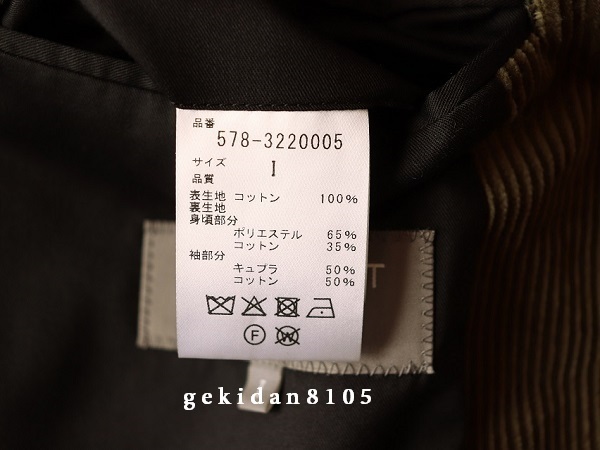 品番
578-3220005
サイズ I
品質
表生地 コットン 100%
裏生地
身頃部分
ポリエステル 65%
コットン 35%
袖部分
キュプラ 50%
コットン 50%
F W
T
gekidan8105